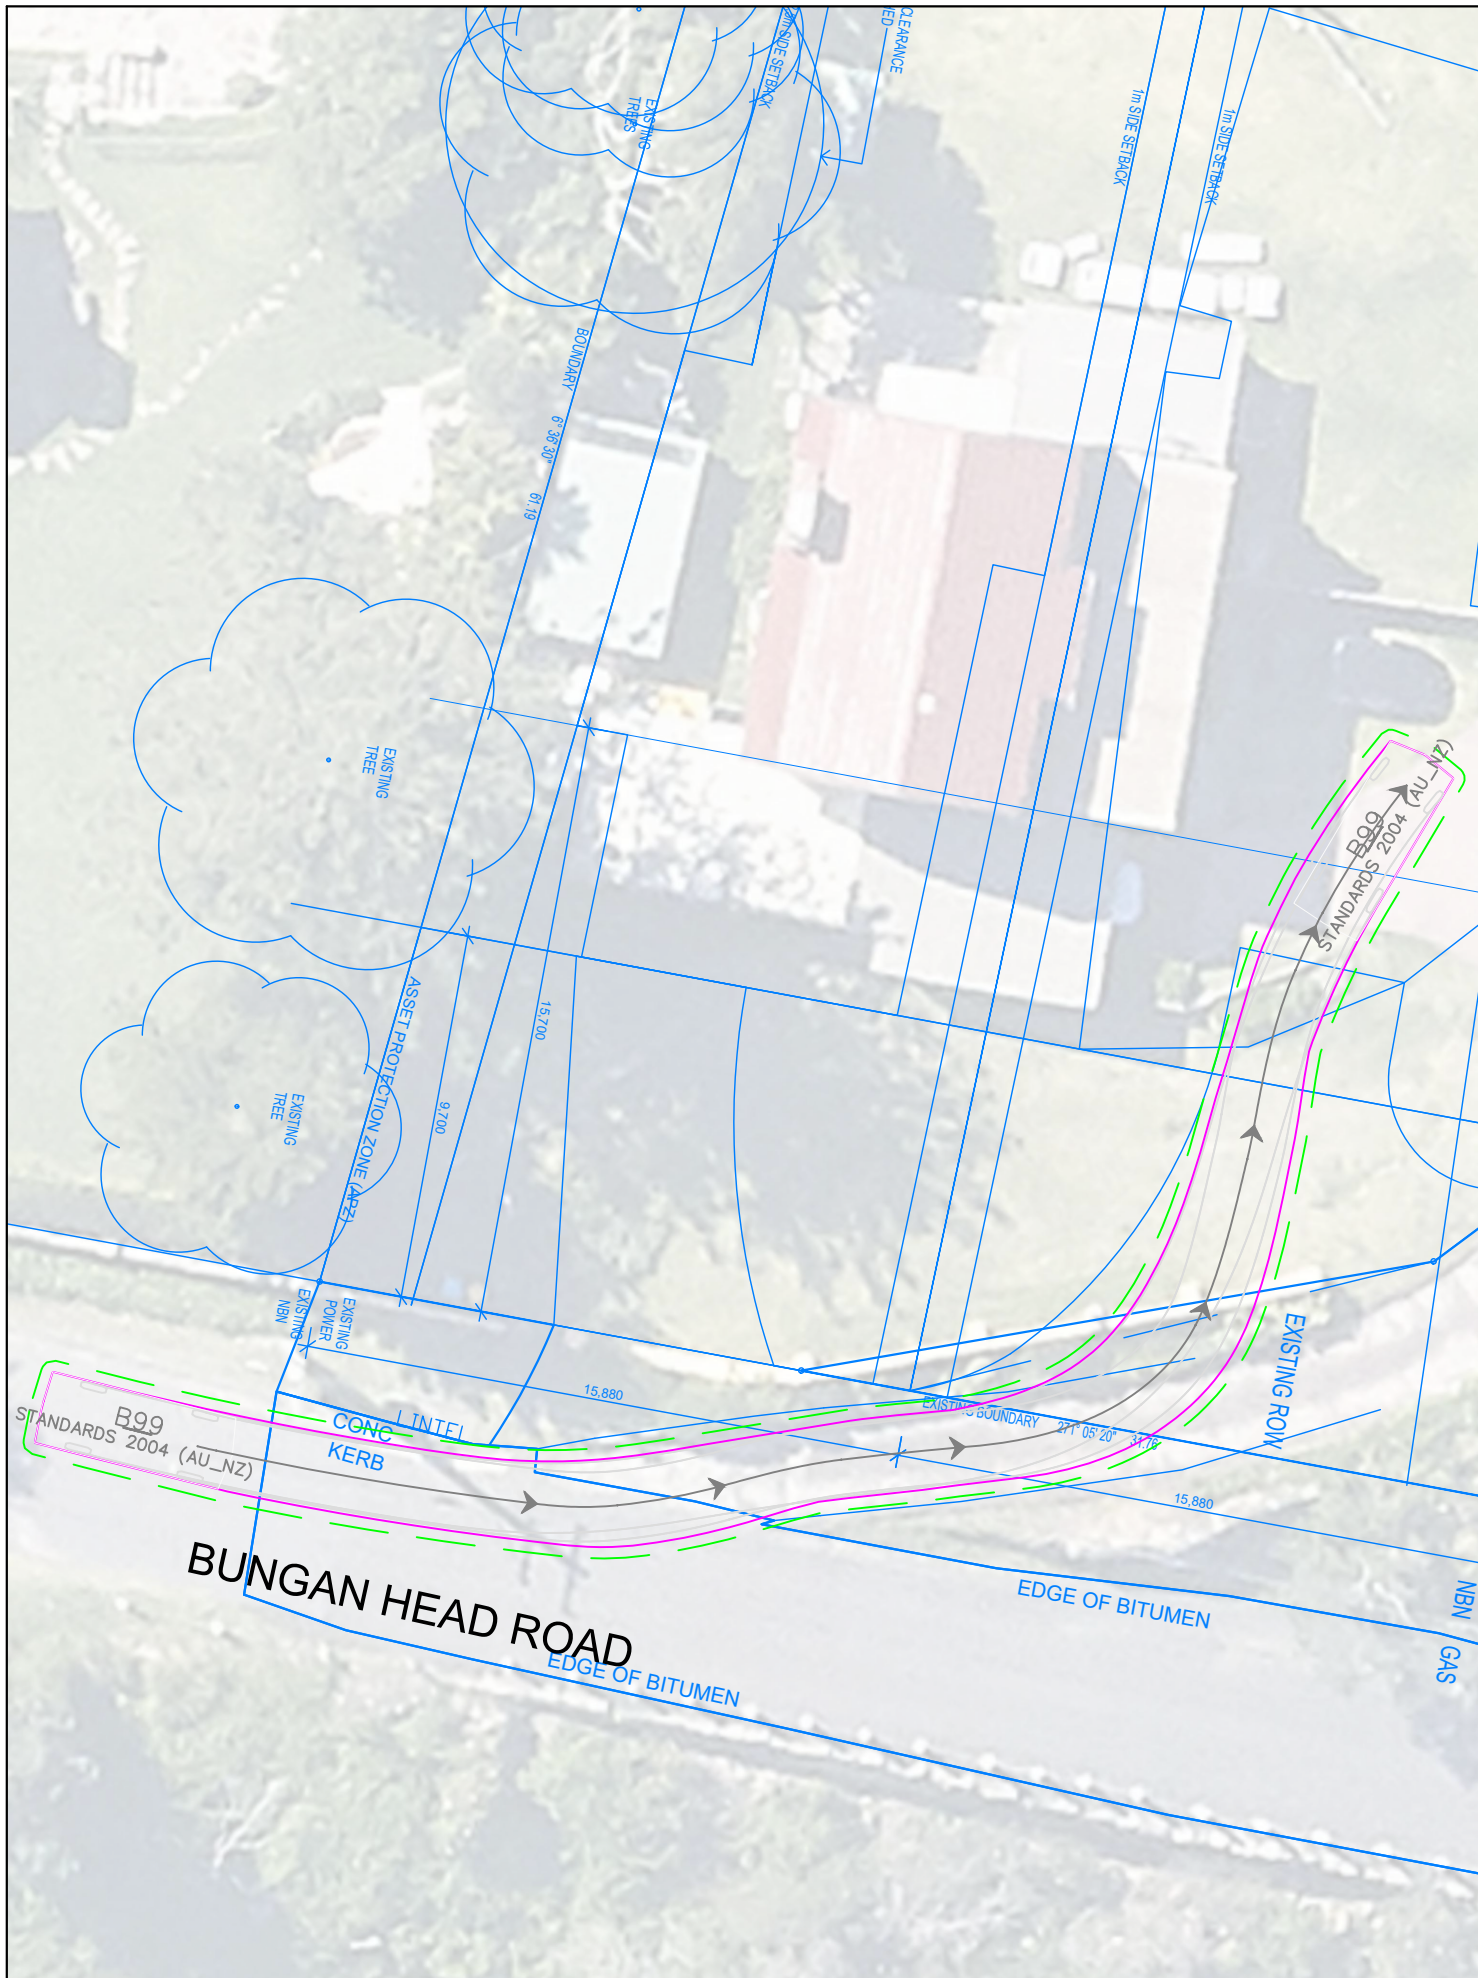 CLEARANCE
2m SIDE SETBACK
EXISTING
TREES
1m SIDE SETBACK
1m SIDE SETBACK
BOUNDARY 6° 36' 30" 61.19
EXISTING
TREE
B99
STANDARDS 2004 (AU_NZ)
ASSET PROTECTION ZONE (APZ)
15,700
9,700
EXISTING
TREE
EXISTING
POWER
EXISTING
NBN
15,880
EXISTING BOUNDARY 271° 05' 20" 31.76
EXISTING ROW
B99
STANDARDS 2004 (AU_NZ)
CONC LINTEL
KERB
15,880
BUNGAN HEAD ROAD
EDGE OF BITUMEN
EDGE OF BITUMEN
NBN
GAS